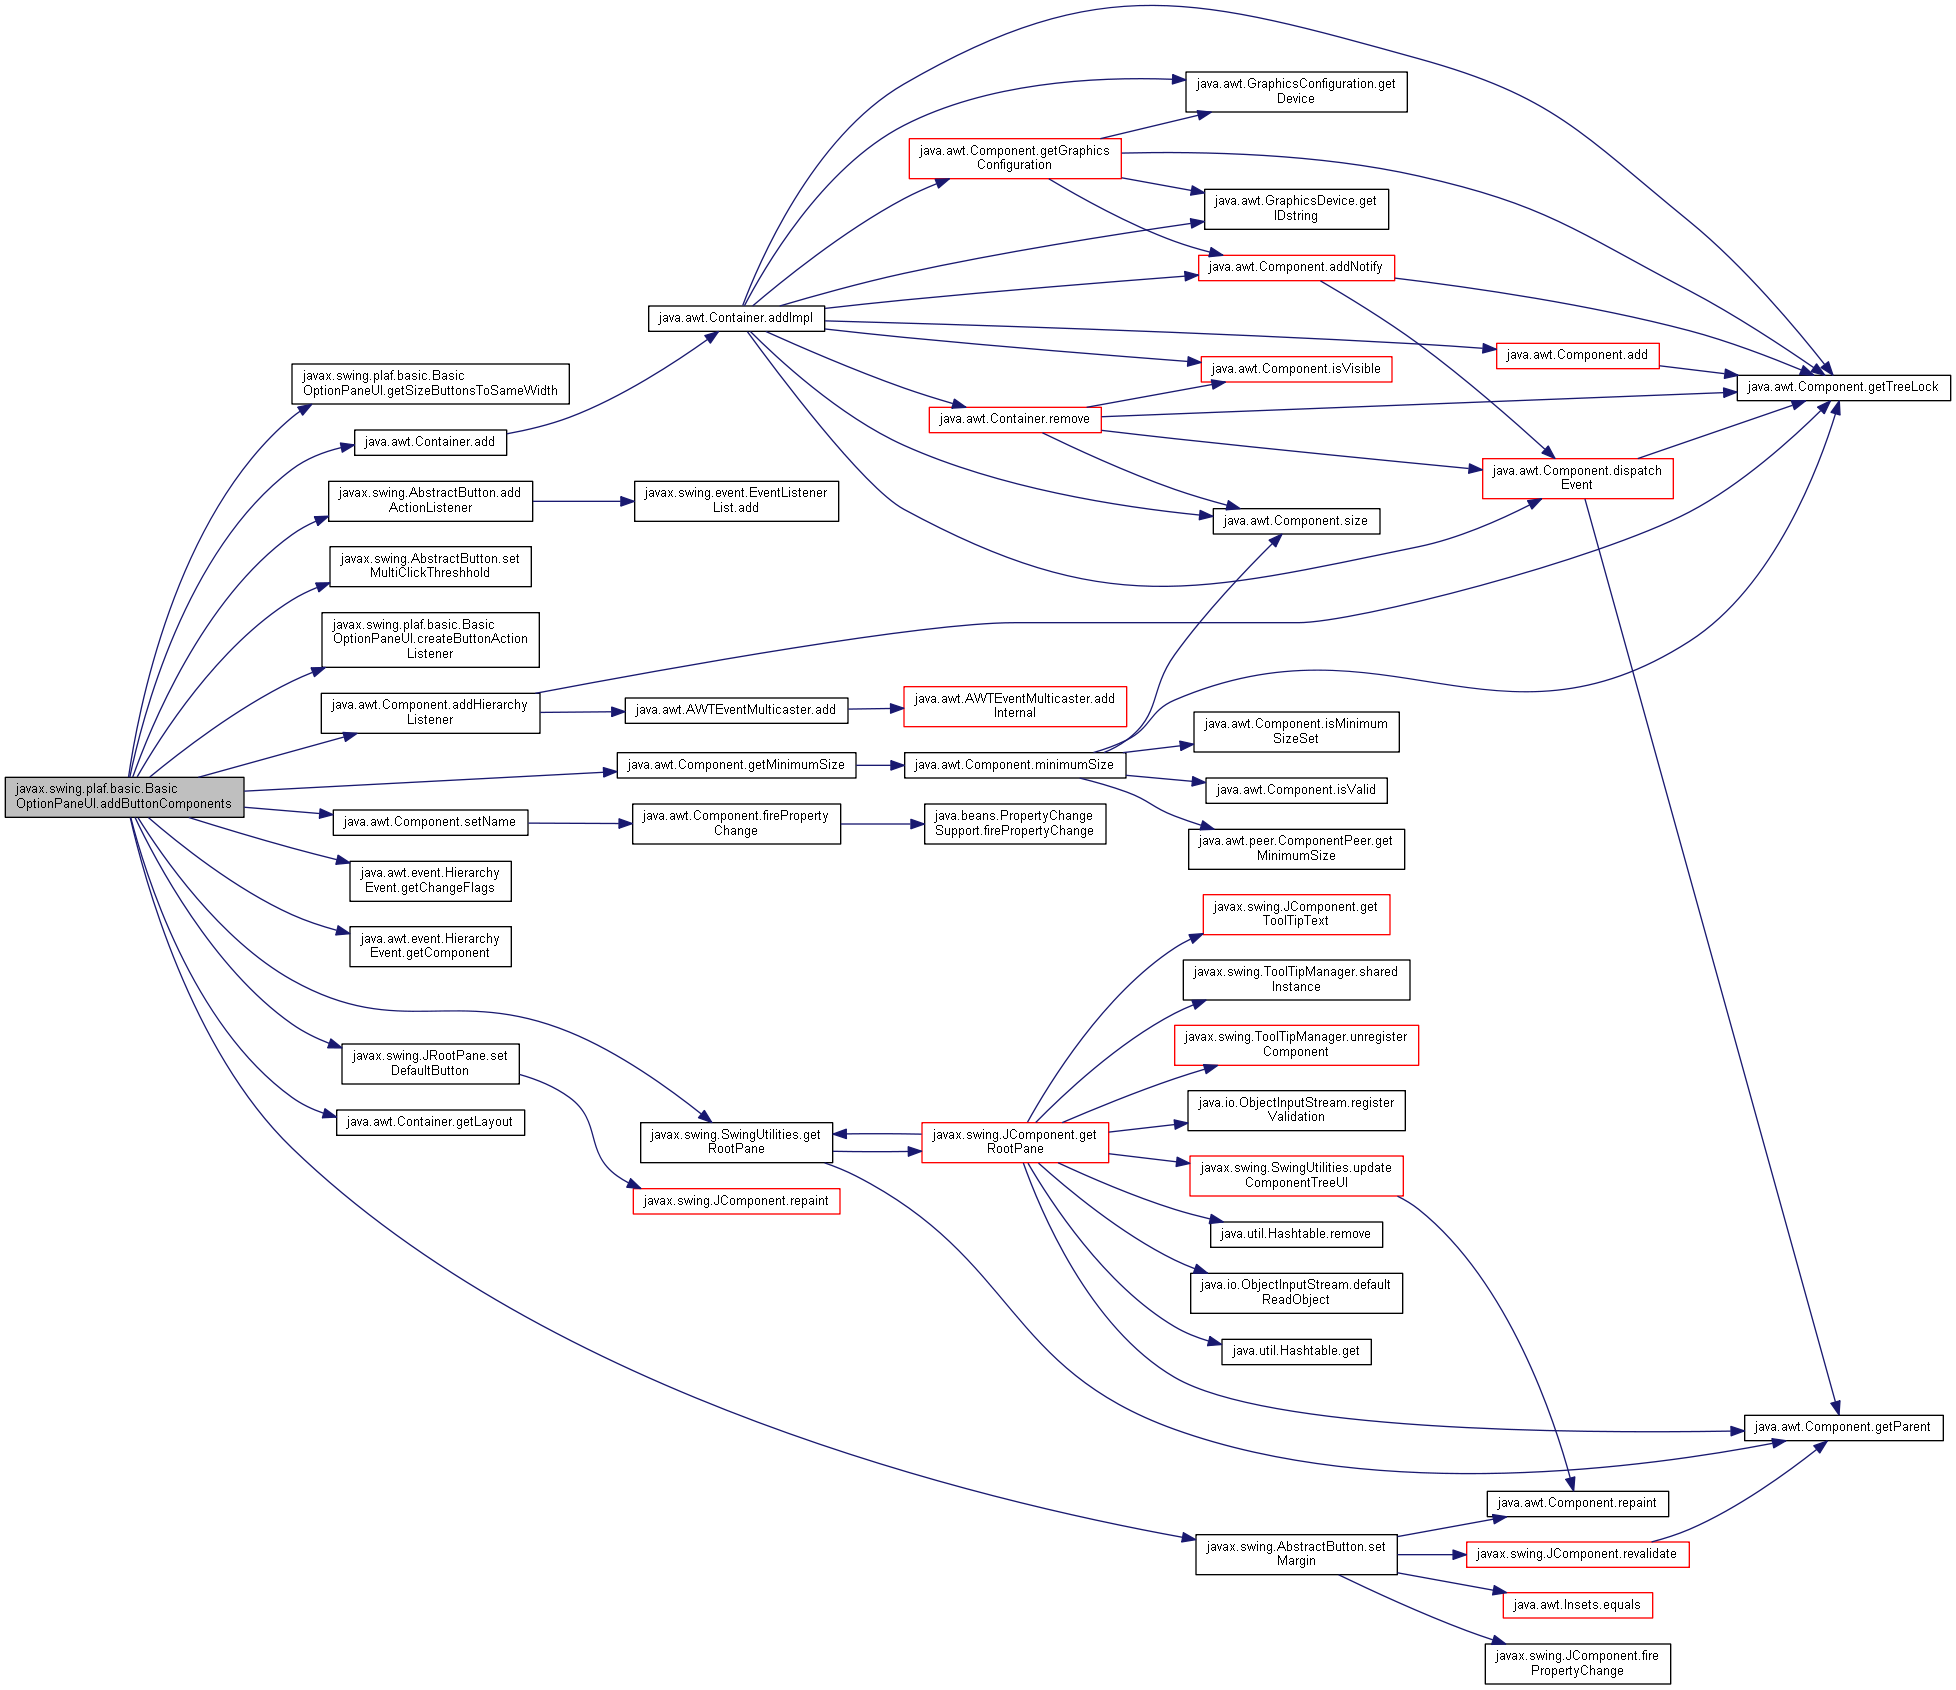 java.awt.GraphicsConfiguration.get
Device
java.awt.Component.getGraphics
Configuration
java.awt.GraphicsDevice.get
IDstring
java.awt.Component.addNotify
java.awt.Container.addImpl
java.awt.Component.add
java.awt.Component.isVisible
java.awt.Component.getTreeLock
javax.swing.plaf.basic.Basic
OptionPaneUI.getSizeButtonsToSameWidth
java.awt.Container.remove
java.awt.Container.add
java.awt.Component.dispatch
Event
javax.swing.AbstractButton.add
ActionListener
javax.swing.event.EventListener
List.add
java.awt.Component.size
javax.swing.AbstractButton.set
MultiClickThreshhold
javax.swing.plaf.basic.Basic
OptionPaneUI.createButtonAction
Listener
java.awt.Component.addHierarchy
Listener
java.awt.AWTEventMulticaster.add
java.awt.AWTEventMulticaster.add
Internal
java.awt.Component.isMinimum
SizeSet
java.awt.Component.getMinimumSize
java.awt.Component.minimumSize
javax.swing.plaf.basic.Basic
OptionPaneUI.addButtonComponents
java.awt.Component.isValid
java.awt.Component.setName
java.awt.Component.fireProperty
Change
java.beans.PropertyChange
Support.firePropertyChange
java.awt.peer.ComponentPeer.get
MinimumSize
java.awt.event.Hierarchy
Event.getChangeFlags
javax.swing.JComponent.get
ToolTipText
java.awt.event.Hierarchy
Event.getComponent
javax.swing.ToolTipManager.shared
Instance
javax.swing.ToolTipManager.unregister
Component
javax.swing.JRootPane.set
DefaultButton
java.io.ObjectInputStream.register
Validation
java.awt.Container.getLayout
javax.swing.SwingUtilities.get
RootPane
javax.swing.JComponent.get
RootPane
javax.swing.SwingUtilities.update
ComponentTreeUI
javax.swing.JComponent.repaint
java.util.Hashtable.remove
java.io.ObjectInputStream.default
ReadObject
java.util.Hashtable.get
java.awt.Component.getParent
java.awt.Component.repaint
javax.swing.AbstractButton.set
Margin
javax.swing.JComponent.revalidate
java.awt.Insets.equals
javax.swing.JComponent.fire
PropertyChange